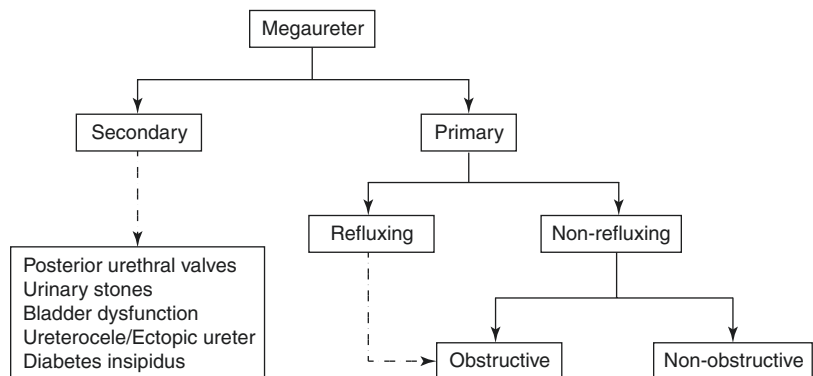 Megaureter
Secondary
Primary
Refluxing
Non-refluxing
Posterior urethral valves
Urinary stones
Bladder dysfunction
Ureterocele/Ectopic ureter
Diabetes insipidus
Obstructive
Non-obstructive